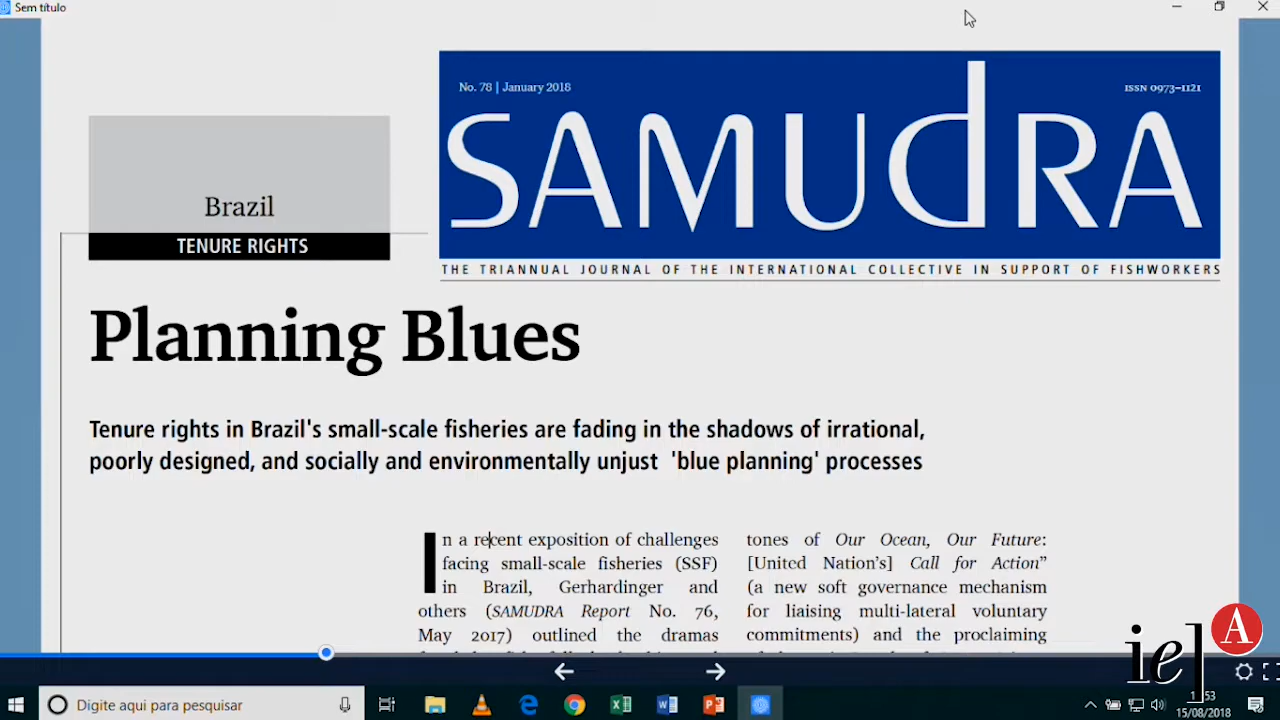 Sem título
No. 78 | January 2018
ISSN 0973–1121
SAMUDRA
THE TRIANNUAL JOURNAL OF THE INTERNATIONAL COLLECTIVE IN SUPPORT OF FISHWORKERS
Brazil
TENURE RIGHTS
Planning Blues
Tenure rights in Brazil's small-scale fisheries are fading in the shadows of irrational,
poorly designed, and socially and environmentally unjust 'blue planning' processes
In a recent exposition of challenges
facing small-scale fisheries (SSF)
in Brazil, Gerhardinger and
others (SAMUDRA Report No. 76,
May 2017) outlined the dramas
tones of Our Ocean, Our Future:
[United Nation's] Call for Action”
(a new soft governance mechanism
for liaising multi-lateral voluntary
commitments) and the proclaiming
iea
A
Digite aqui para pesquisar
15/08/2018